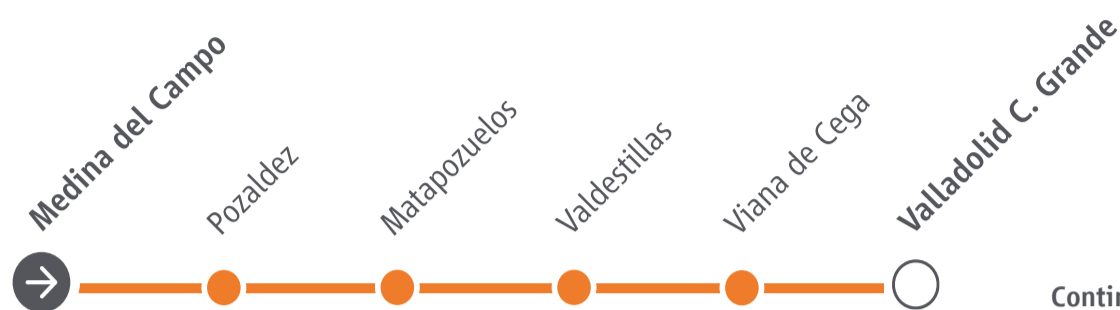 Medina del Campo
Pozaldez
Matapozuelos
Valdestillas
Viana de Cega
Valladolid C. Grande